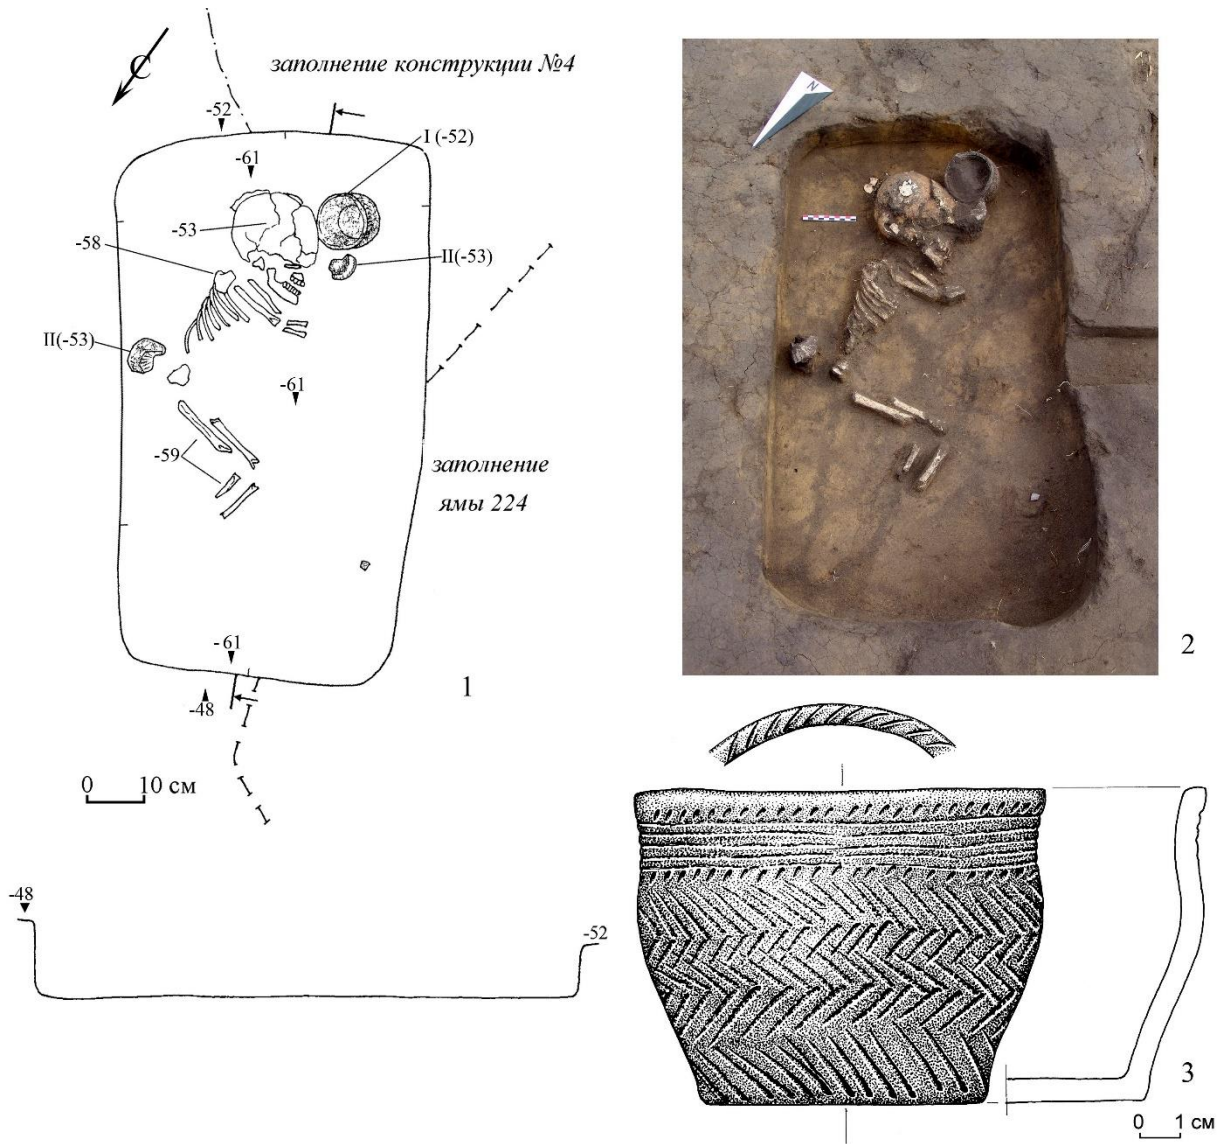 С
заполнение конструкции №4
-52
-61
I (-52)
-53
-58
II(-53)
II(-53)
-61
-59
заполнение
ямы 224
-61
-48
1
0 10 см
-48
-52
N
2
3
0 1 см